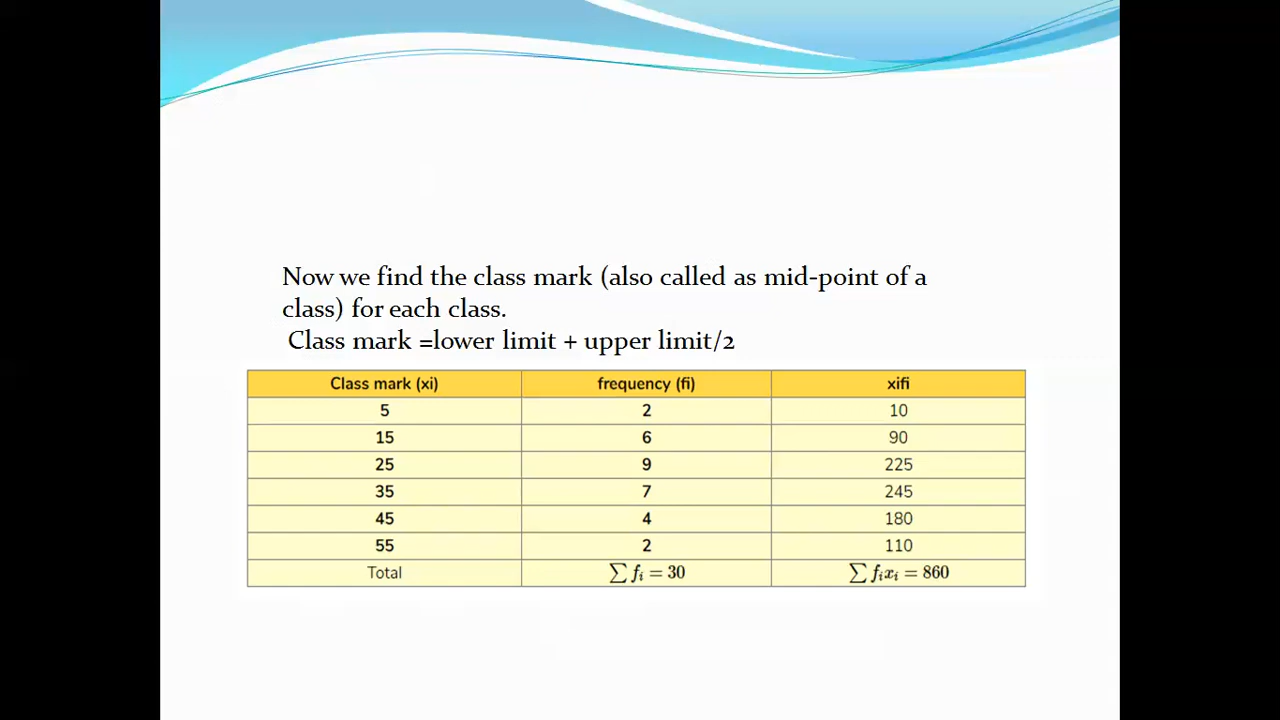 Now we find the class mark (also called as mid-point of a
class) for each class.
Class mark =lower limit + upper limit/2
Class mark (xi) frequency (fi) xifi
5 2 10
15 6 90
25 9 225
35 7 245
45 4 180
55 2 110
Total ∑ fᵢ = 30 ∑ fᵢxᵢ = 860